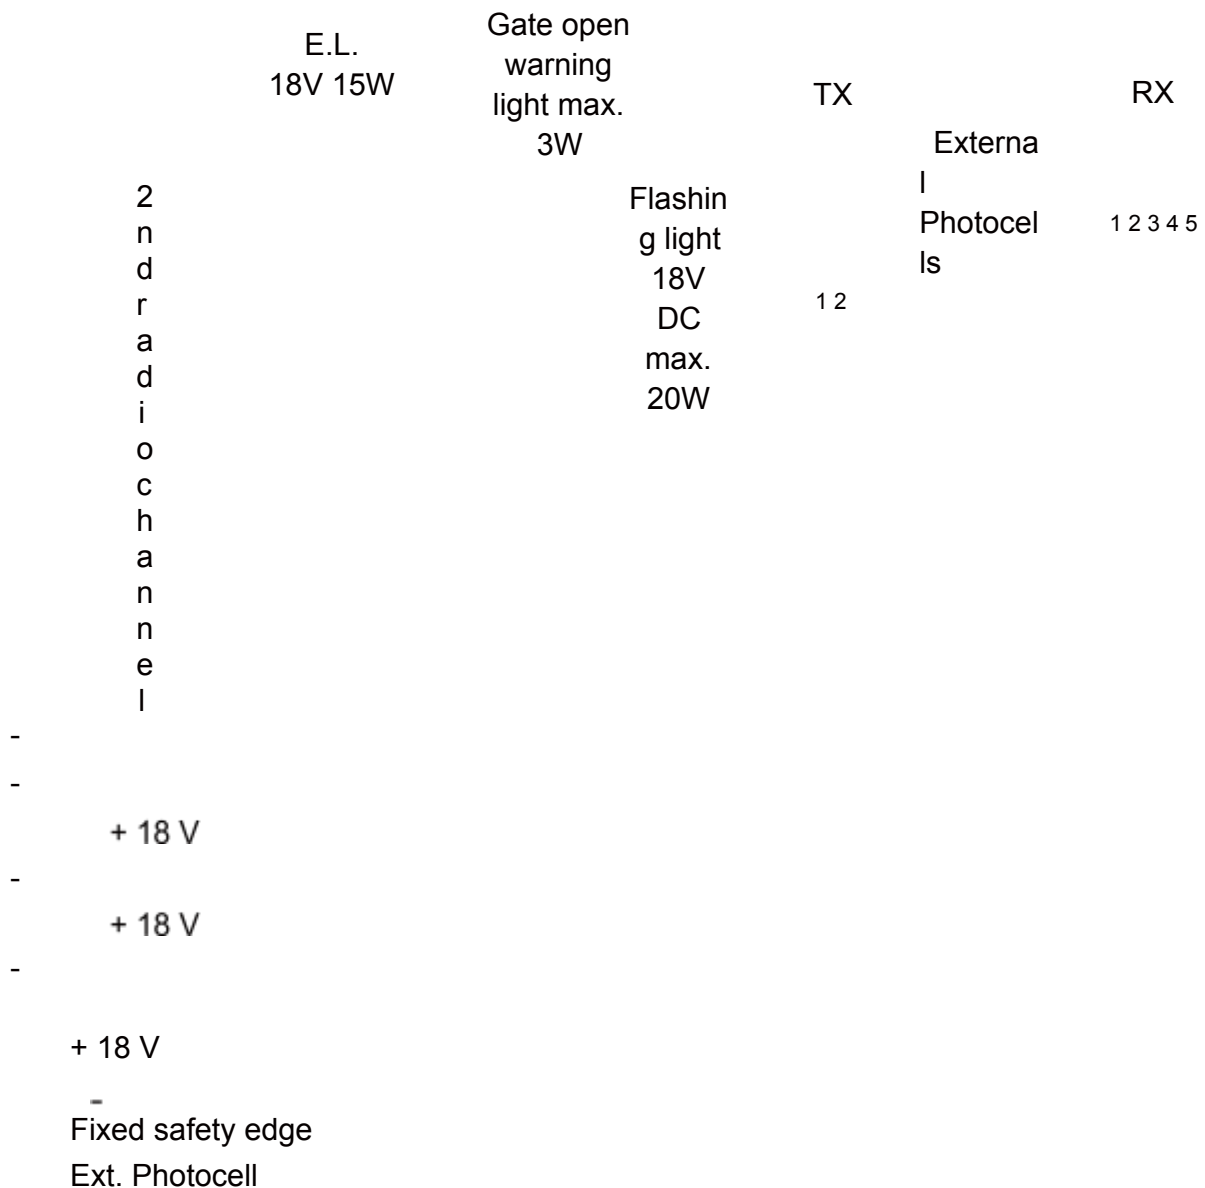 E.L.
18V 15W
Gate open
warning
light max.
3W
TX
RX
Externa
l
Photocel
ls
1 2 3 4 5
2
n
d
r
a
d
i
o
c
h
a
n
n
e
l
Flashin
g light
18V
DC
max.
20W
1 2
-
-
+ 18 V
-
+ 18 V
-
+ 18 V
-
Fixed safety edge
Ext. Photocell